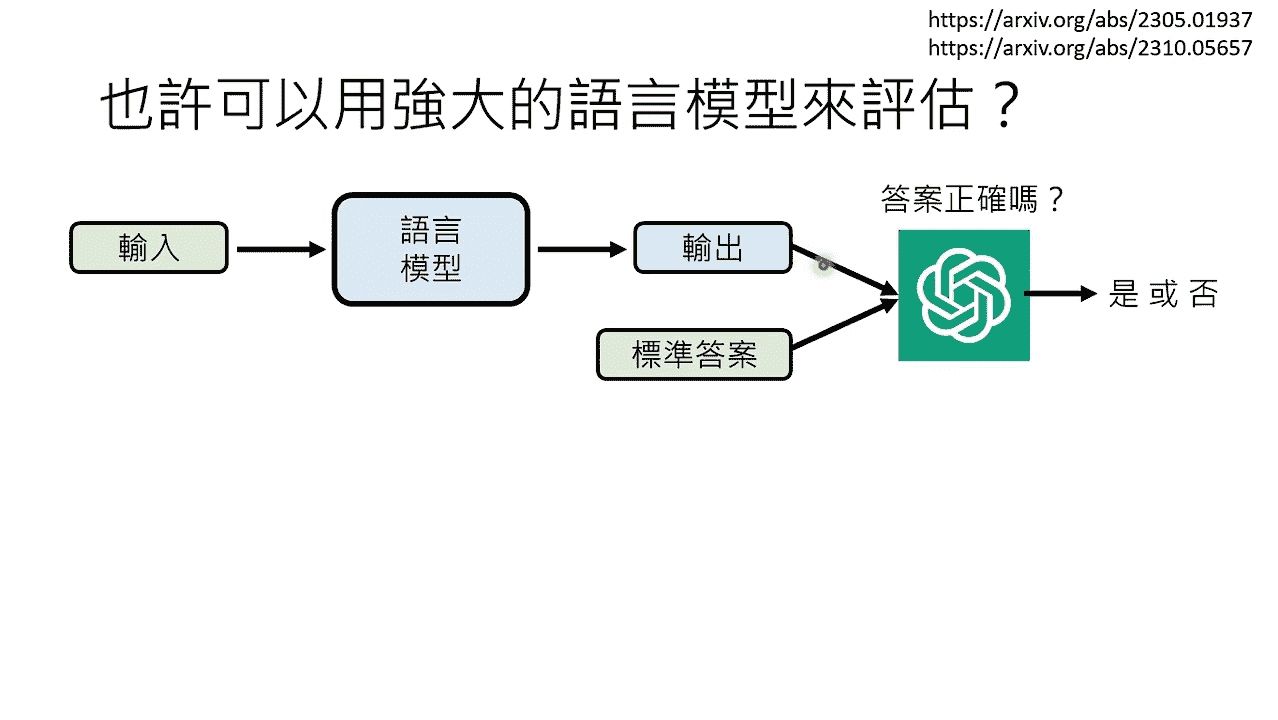 https://arxiv.org/abs/2305.01937
https://arxiv.org/abs/2310.05657
也許可以用強大的語言模型來評估？
輸入
語言
模型
輸出
標準答案
答案正確嗎？
是 或 否